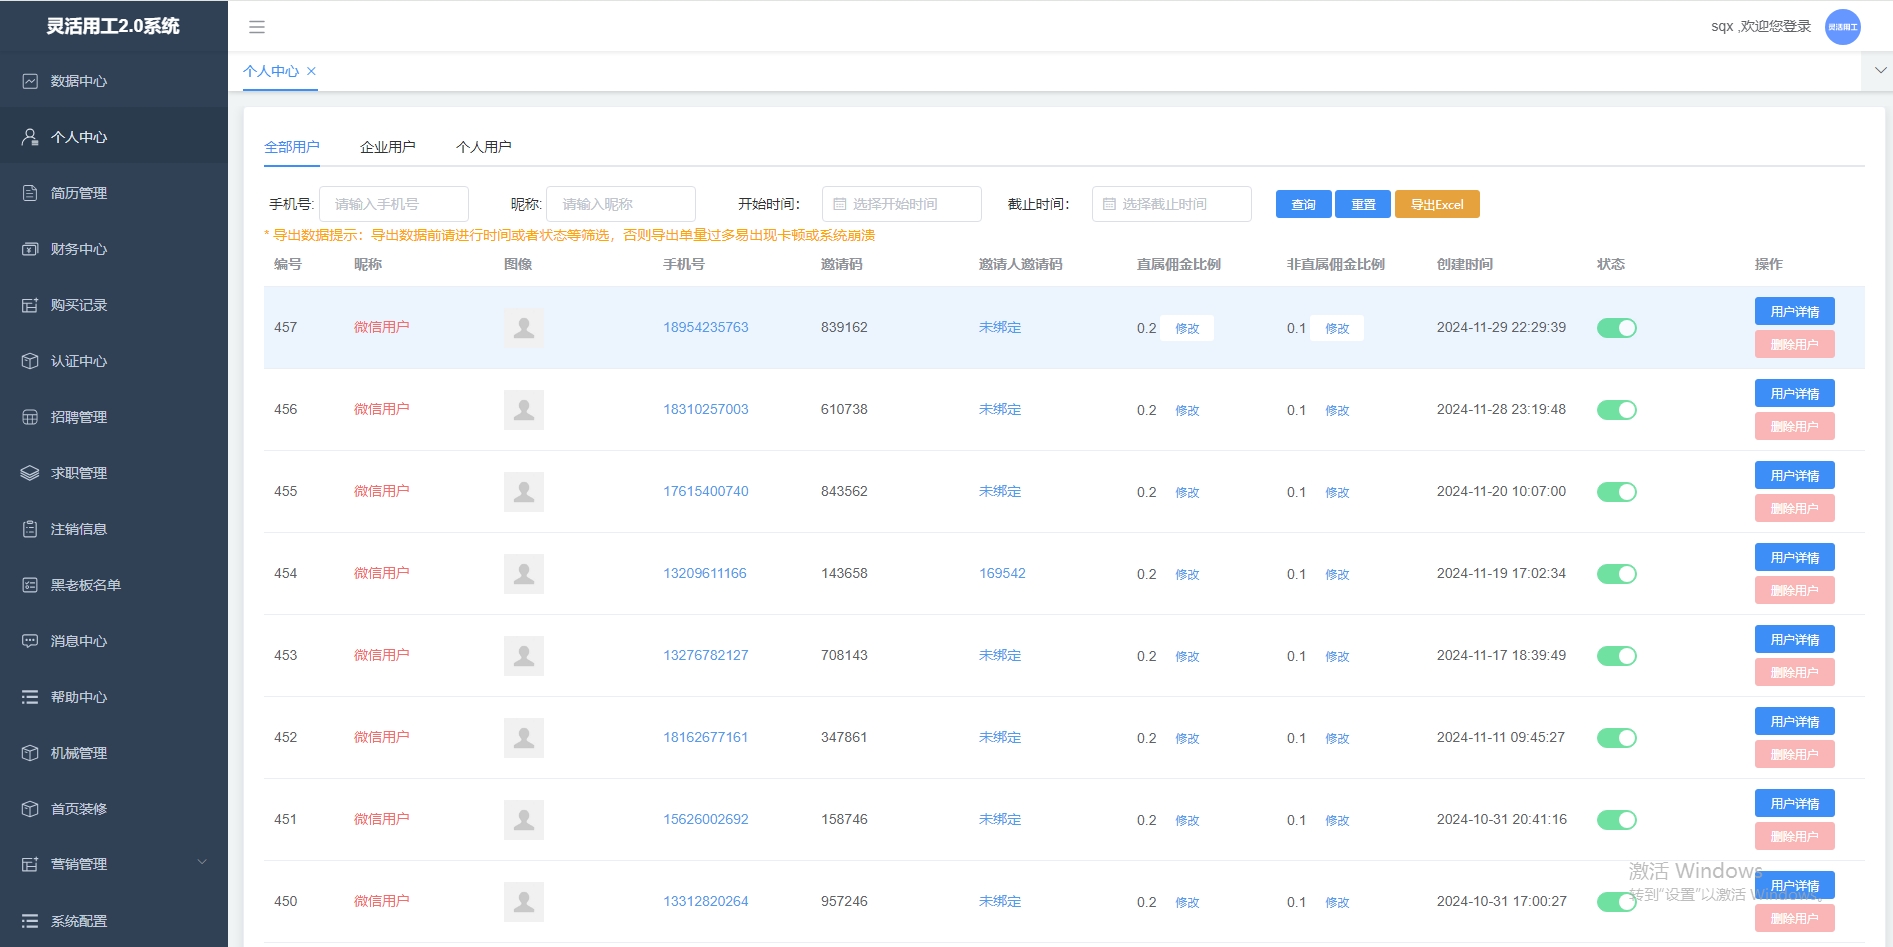 灵活用工2.0系统
sqx ,欢迎您登录
灵活用工
数据中心
个人中心
简历管理
财务中心
购买记录
认证中心
招聘管理
求职管理
注销信息
黑老板名单
消息中心
帮助中心
机械管理
首页装修
营销管理
系统配置
个人中心
全部用户 企业用户 个人用户
手机号: 请输入手机号 昵称: 请输入昵称 开始时间： 选择开始时间 截止时间： 选择截止时间 查询 重置 导出Excel
* 导出数据提示：导出数据前请进行时间或者状态等筛选，否则导出单量过多易出现卡顿或系统崩溃
编号 昵称 图像 手机号 邀请码 邀请人邀请码 直属佣金比例 非直属佣金比例 创建时间 状态 操作
457 微信用户 18954235763 839162 未绑定 0.2 修改 0.1 修改 2024-11-29 22:29:39 用户详情
删除用户
456 微信用户 18310257003 610738 未绑定 0.2 修改 0.1 修改 2024-11-28 23:19:48 用户详情
删除用户
455 微信用户 17615400740 843562 未绑定 0.2 修改 0.1 修改 2024-11-20 10:07:00 用户详情
删除用户
454 微信用户 13209611166 143658 169542 0.2 修改 0.1 修改 2024-11-19 17:02:34 用户详情
删除用户
453 微信用户 13276782127 708143 未绑定 0.2 修改 0.1 修改 2024-11-17 18:39:49 用户详情
删除用户
452 微信用户 18162677161 347861 未绑定 0.2 修改 0.1 修改 2024-11-11 09:45:27 用户详情
删除用户
451 微信用户 15626002692 158746 未绑定 0.2 修改 0.1 修改 2024-10-31 20:41:16 用户详情
删除用户
450 微信用户 13312820264 957246 未绑定 0.2 修改 0.1 修改 2024-10-31 17:00:27 用户详情
删除用户
激活 Windows
转到"设置"以激活 Windows。